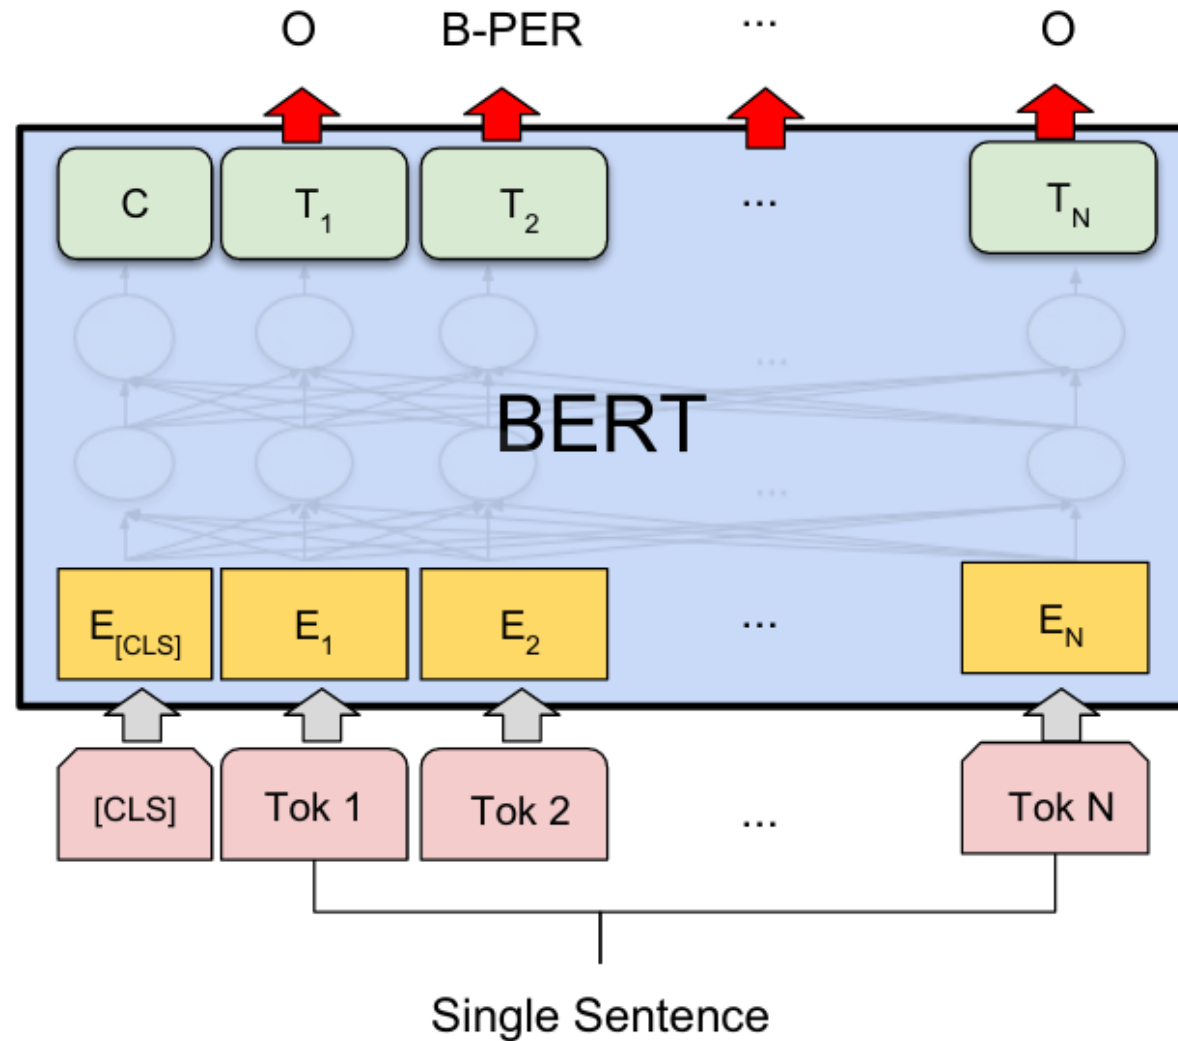 O B-PER ... O
C T1 T2 ... TN
...
BERT
...
E[CLS] E1 E2 ... EN
[CLS] Tok 1 Tok 2 ... Tok N
Single Sentence